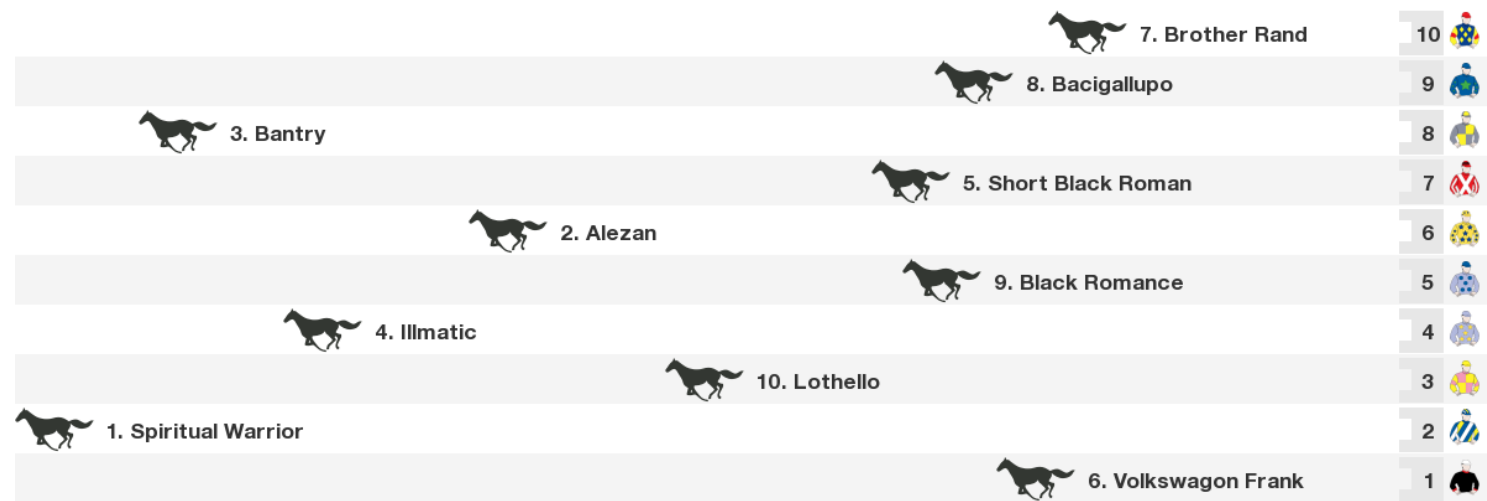 7. Brother Rand 10
8. Bacigallupo 9
3. Bantry 8
5. Short Black Roman 7
2. Alezan 6
9. Black Romance 5
4. Illmatic 4
10. Lothello 3
1. Spiritual Warrior 2
6. Volkswagon Frank 1